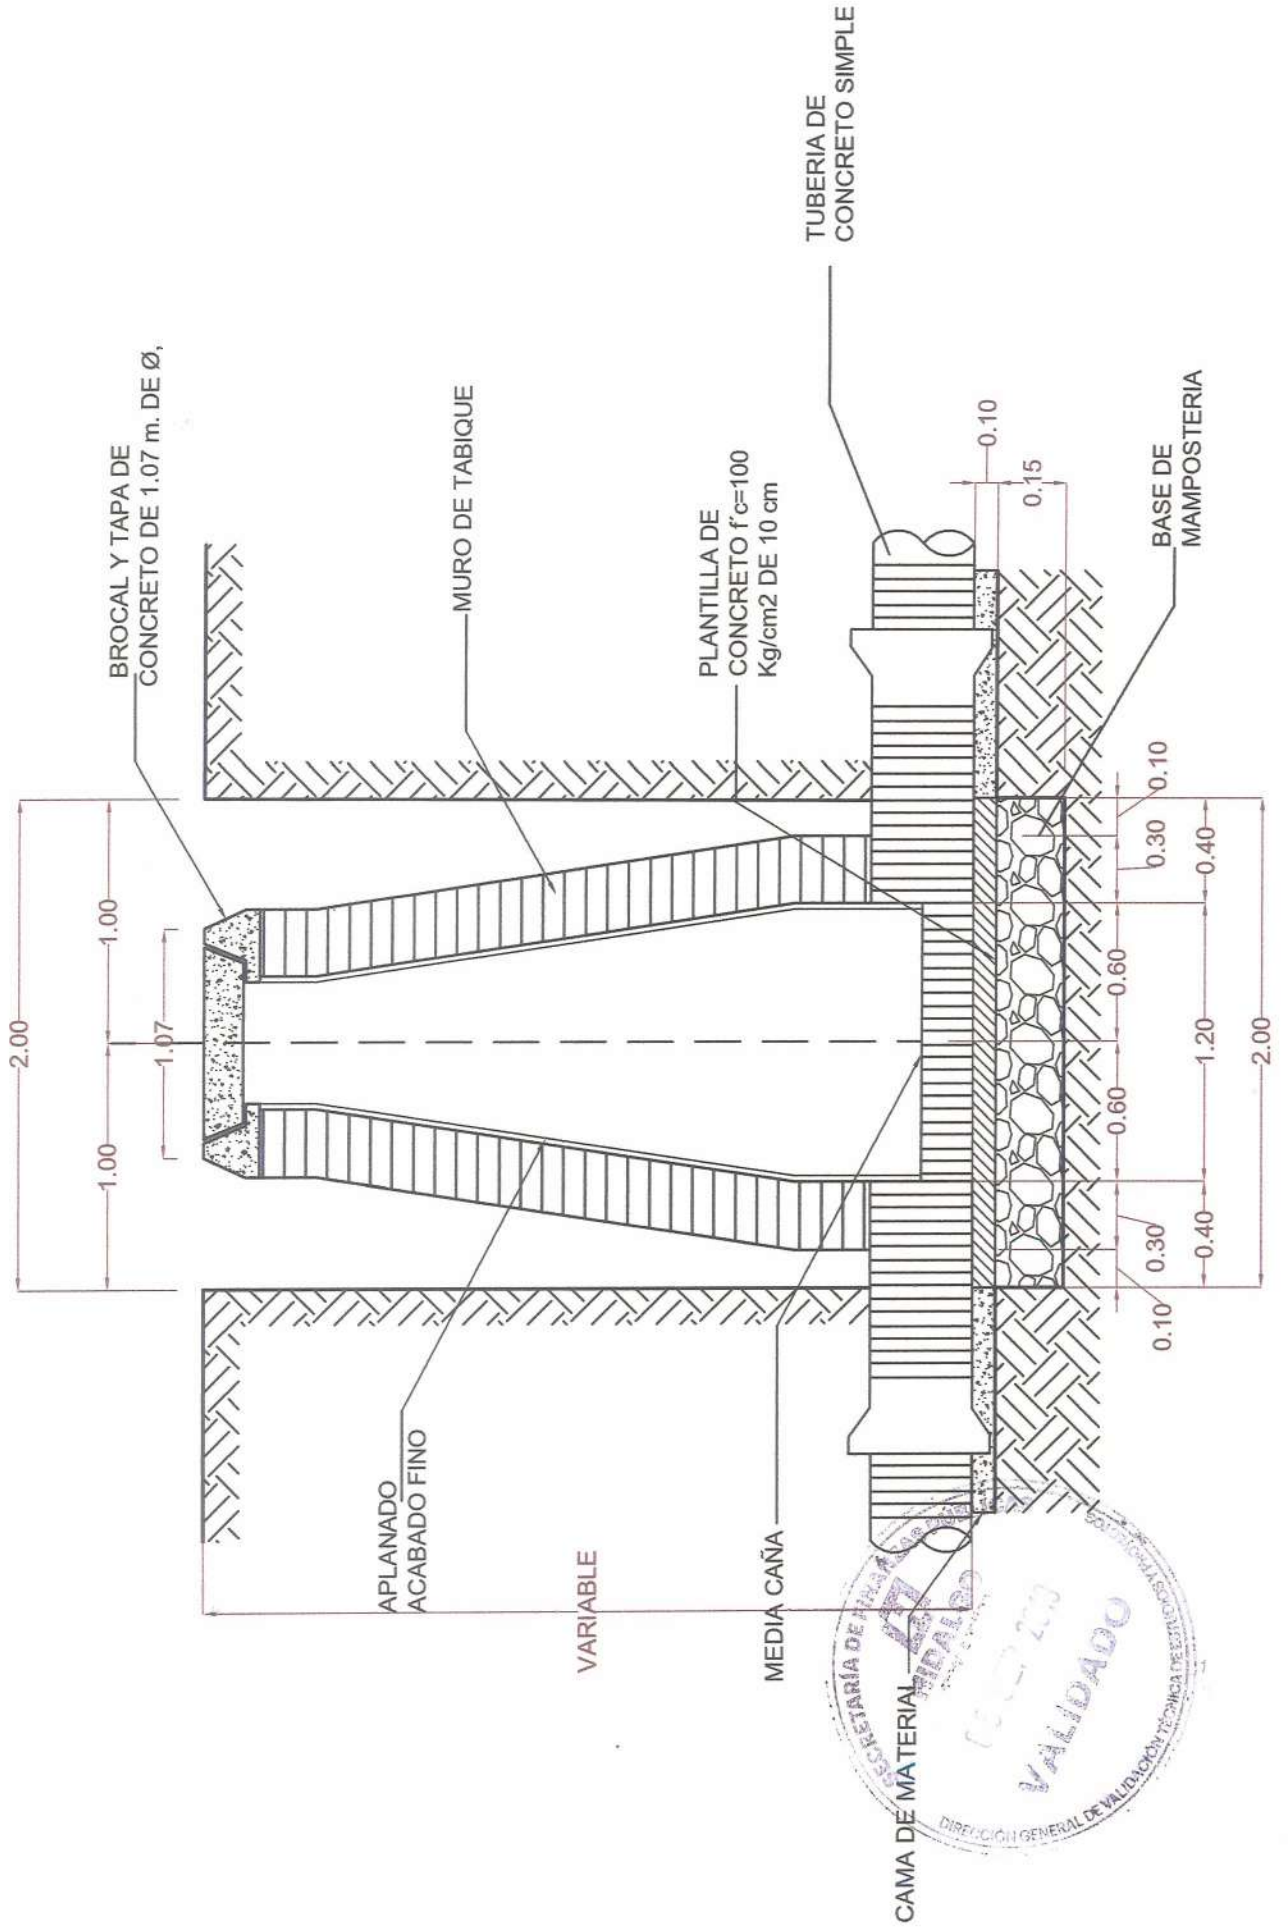 BROCAL Y TAPA DE
CONCRETO DE 1.07 m. DE Ø,
MURO DE TABIQUE
PLANTILLA DE
CONCRETO f´c=100
Kg/cm2 DE 10 cm
TUBERIA DE
CONCRETO SIMPLE
BASE DE
MAMPOSTERIA
APLANADO
ACABADO FINO
VARIABLE
MEDIA CAÑA
CAMA DE MATERIAL
2.00
1.00
1.00
1.07
0.10
0.15
0.10
0.30
0.60
0.60
0.30
0.10
0.40
1.20
0.40
2.00
SECRETARÍA DE FINANZAS
HIDALGO
VALIDADO
DIRECCIÓN GENERAL DE VALIDACIÓN TÉCNICA DE ESTUDIOS Y PROYECTOS